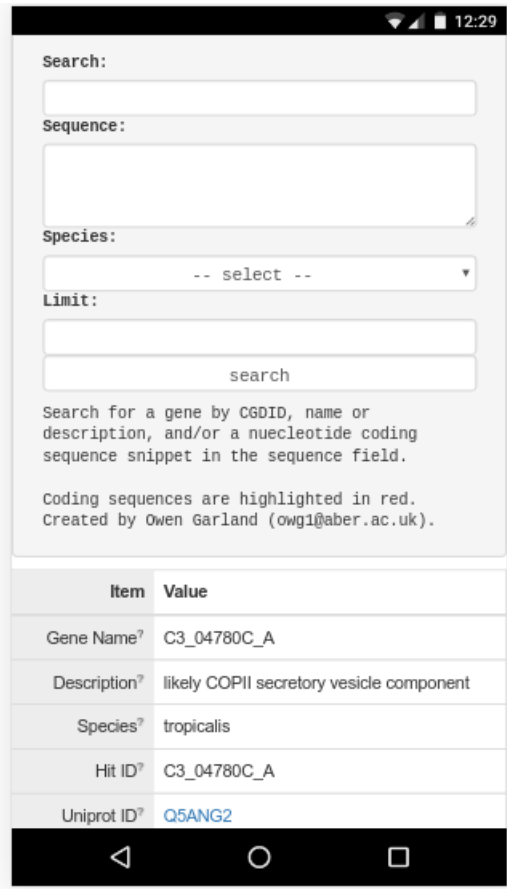 12:29
Search:
Sequence:
Species:
-- select --
Limit:
search
Search for a gene by CGDID, name or
description, and/or a nuecleotide coding
sequence snippet in the sequence field.
Coding sequences are highlighted in red.
Created by Owen Garland (owg1@aber.ac.uk).
Item Value
Gene Name? C3_04780C_A
Description? likely COPII secretory vesicle component
Species? tropicalis
Hit ID? C3_04780C_A
Uniprot ID? Q5ANG2